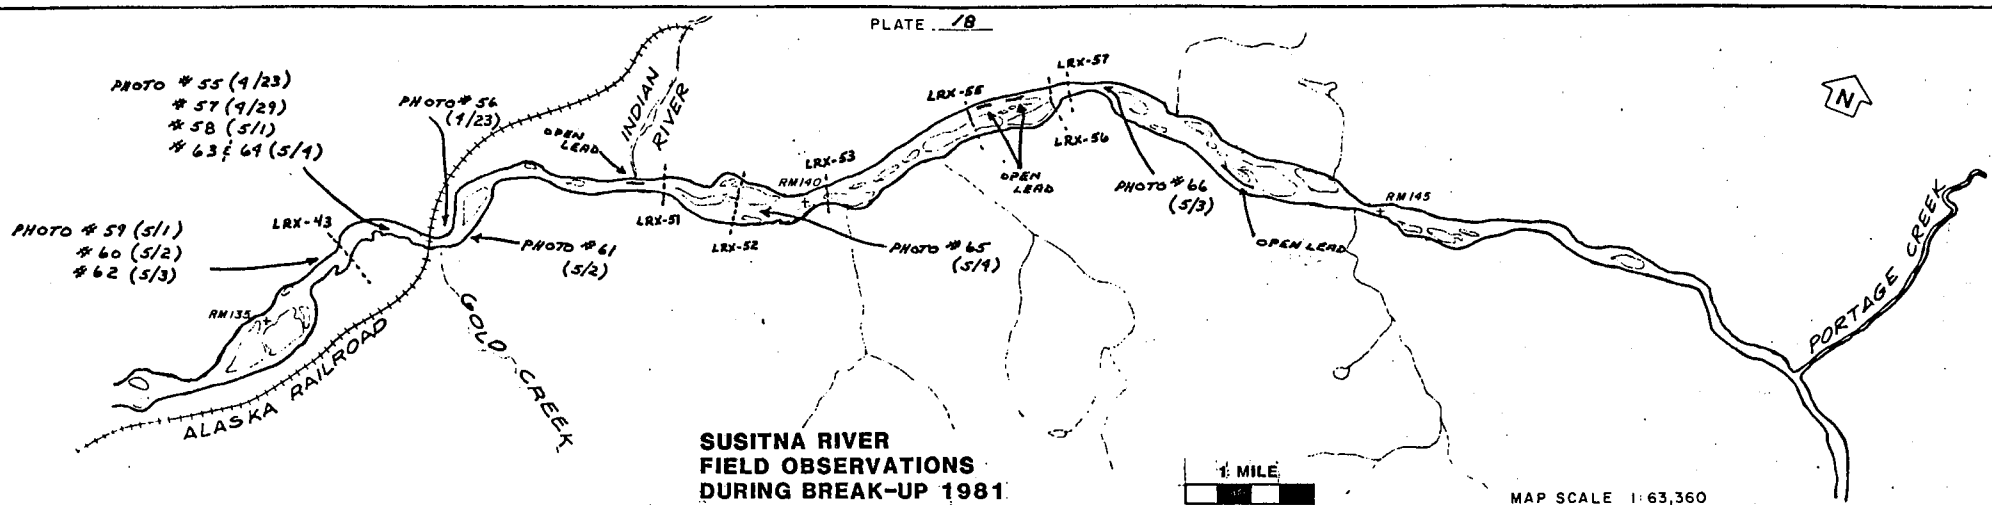 PLATE 18
PHOTO # 55 (4/23)
# 57 (4/29)
# 58 (5/1)
# 63 & 64 (5/4)
PHOTO # 56
(4/23)
OPEN
LEAD
INDIAN
RIVER
LRX-55
LRX-57
N
LRX-53
RM140
LRX-56
OPEN
LEAD
PHOTO # 66
(5/3)
RM145
PHOTO # 59 (5/1)
# 60 (5/2)
# 62 (5/3)
LRX-43
LRX-51
LRX-52
PHOTO # 61
(5/2)
PHOTO # 65
(5/4)
OPEN LEAD
PORTAGE CREEK
RM135
GOLD CREEK
ALASKA RAILROAD
SUSITNA RIVER
FIELD OBSERVATIONS
DURING BREAK-UP 1981
1 MILE
MAP SCALE 1:63,360